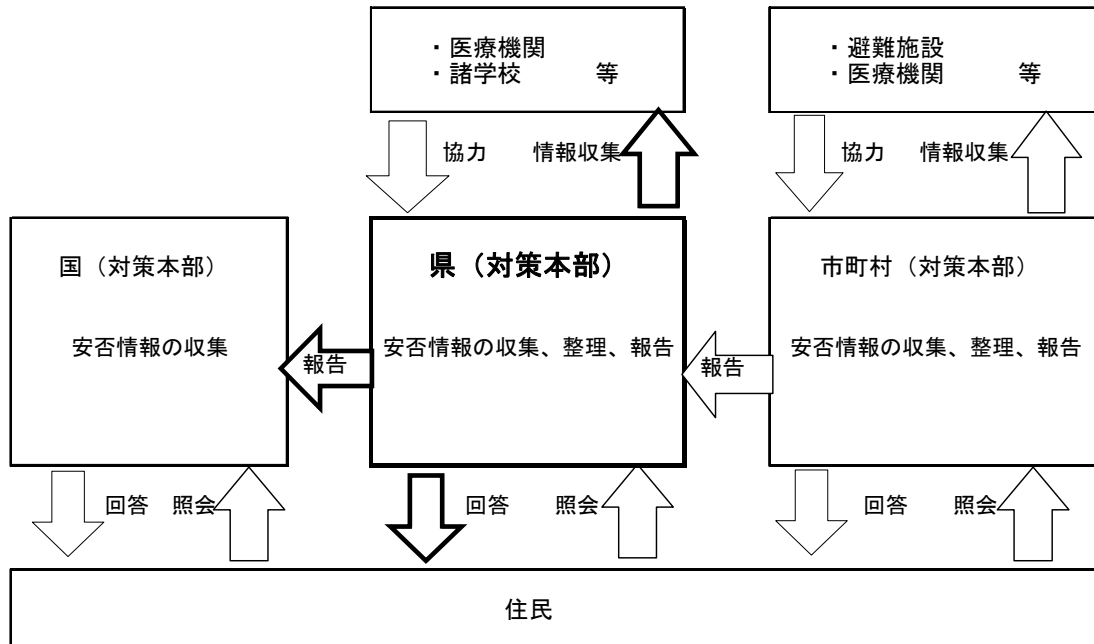 ・医療機関
・諸学校 等
・避難施設
・医療機関 等
協力 情報収集
協力 情報収集
国（対策本部）
県（対策本部）
市町村（対策本部）
安否情報の収集
報告
安否情報の収集、整理、報告
報告
安否情報の収集、整理、報告
回答 照会
回答 照会
回答 照会
住民